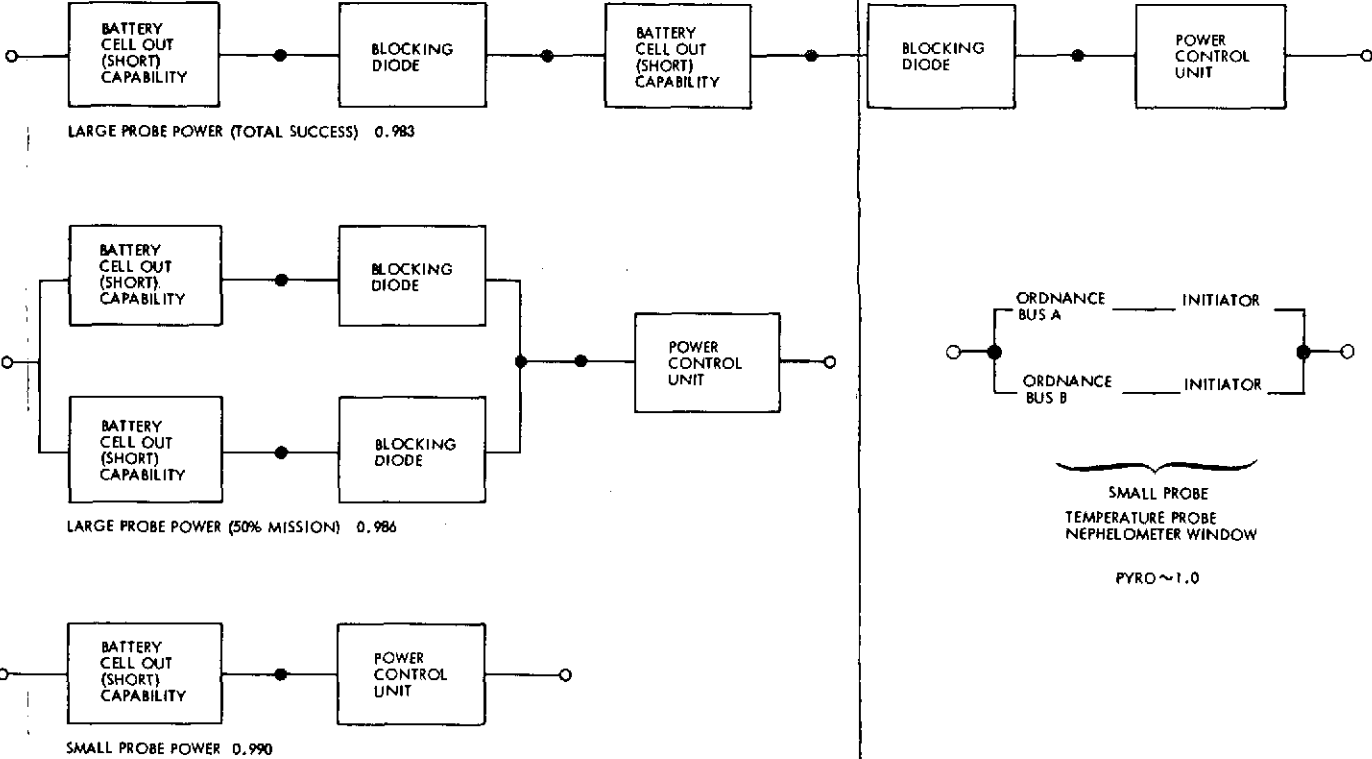 BATTERY
CELL OUT
(SHORT)
CAPABILITY
BLOCKING
DIODE
BATTERY
CELL OUT
(SHORT)
CAPABILITY
BLOCKING
DIODE
POWER
CONTROL
UNIT
LARGE PROBE POWER (TOTAL SUCCESS) 0.983
BATTERY
CELL OUT
(SHORT)
CAPABILITY
BLOCKING
DIODE
BATTERY
CELL OUT
(SHORT)
CAPABILITY
BLOCKING
DIODE
POWER
CONTROL
UNIT
LARGE PROBE POWER (50% MISSION) 0.986
ORDNANCE
BUS A
INITIATOR
ORDNANCE
BUS B
INITIATOR
SMALL PROBE
TEMPERATURE PROBE
NEPHELOMETER WINDOW
PYRO~1.0
BATTERY
CELL OUT
(SHORT)
CAPABILITY
POWER
CONTROL
UNIT
SMALL PROBE POWER 0.990